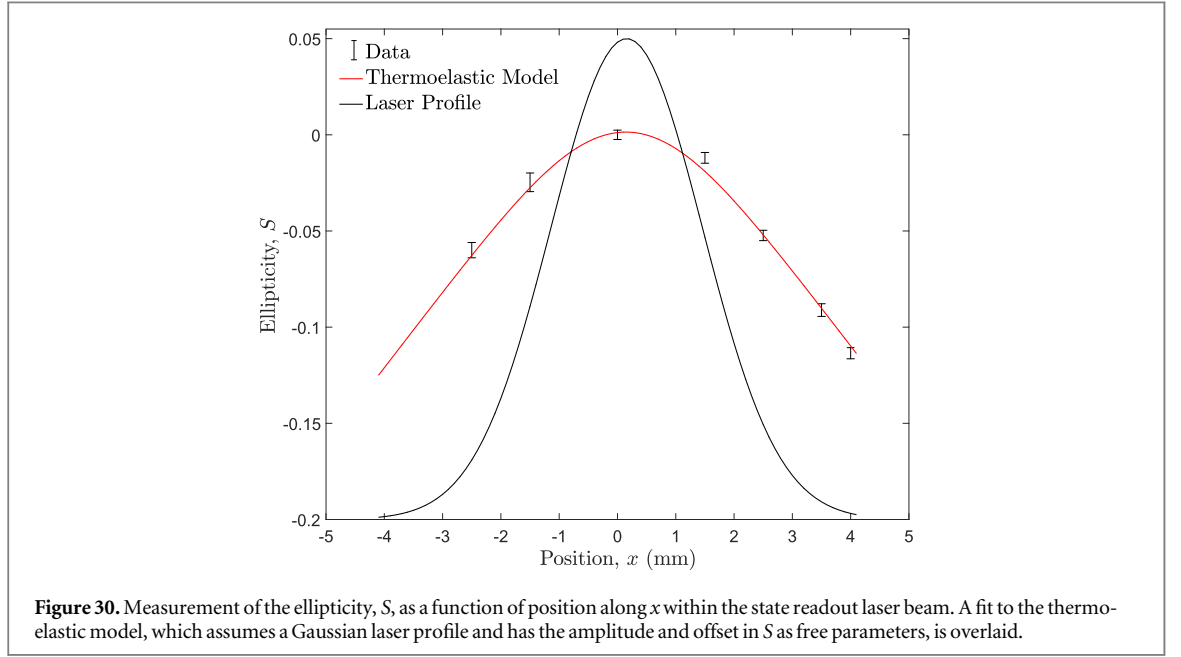 0.05
Data
Thermoelastic Model
Laser Profile
0
-0.05
-0.1
-0.15
-0.2
Ellipticity, S
-5 -4 -3 -2 -1 0 1 2 3 4 5
Position, x (mm)
Figure 30. Measurement of the ellipticity, S, as a function of position along x within the state readout laser beam. A fit to the thermo-
elastic model, which assumes a Gaussian laser profile and has the amplitude and offset in S as free parameters, is overlaid.